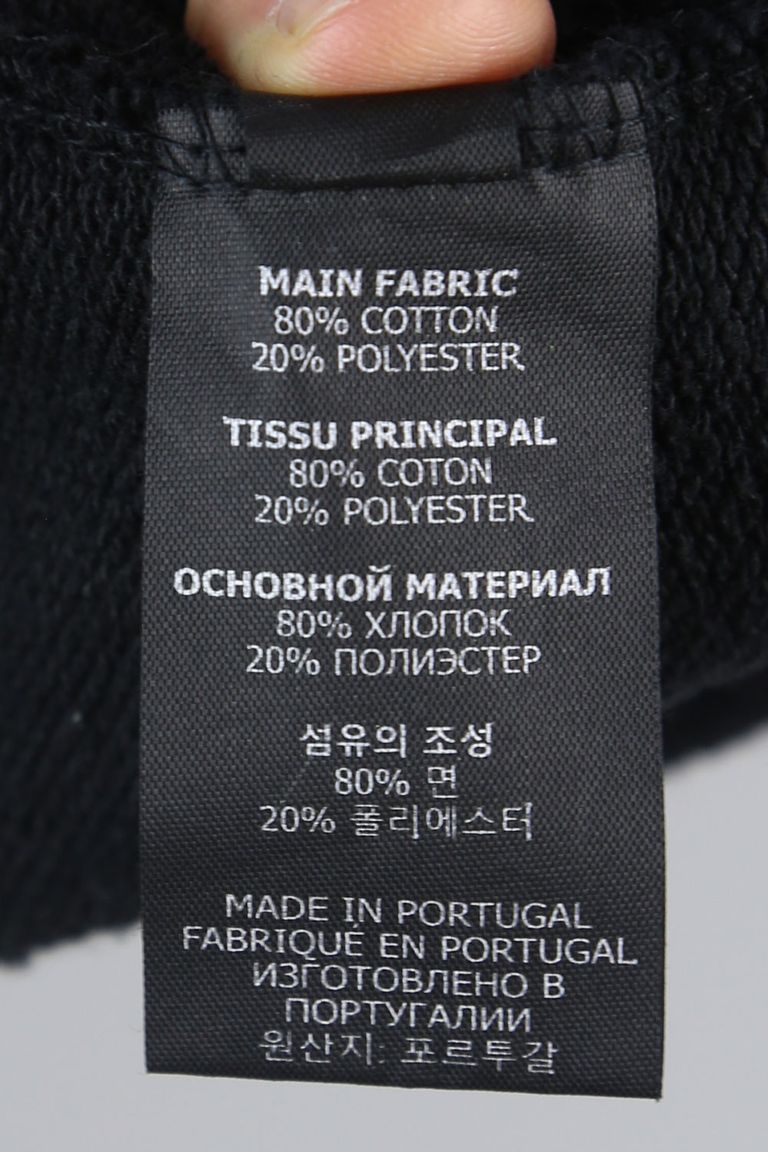 MAIN FABRIC
80% COTTON
20% POLYESTER
TISSU PRINCIPAL
80% COTON
20% POLYESTER
ОСНОВНОЙ МАТЕРИАЛ
80% ХЛОПОК
20% ПОЛИЭСТЕР
섬유의 조성
80% 면
20% 폴리에스터
MADE IN PORTUGAL
FABRIQUÉ EN PORTUGAL
ИЗГОТОВЛЕНО В
ПОРТУГАЛИИ
원산지: 포르투갈